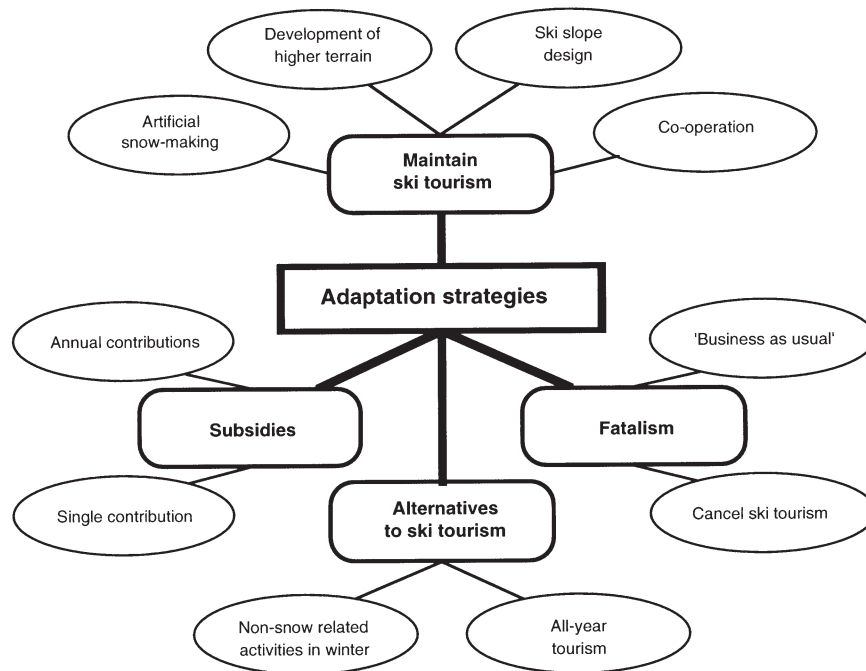 Development of
higher terrain
Ski slope
design
Artificial
snow-making
Co-operation
Maintain
ski tourism
Adaptation strategies
Annual contributions
'Business as usual'
Subsidies
Fatalism
Single contribution
Alternatives
to ski tourism
Cancel ski tourism
Non-snow related
activities in winter
All-year
tourism